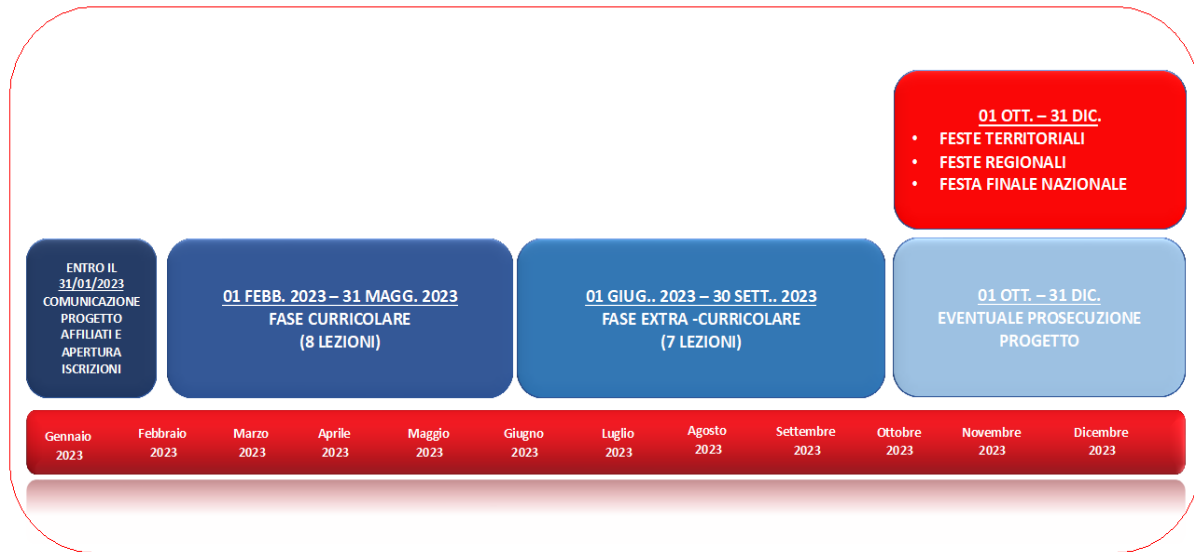 01 OTT. – 31 DIC.
• FESTE TERRITORIALI
• FESTE REGIONALI
• FESTA FINALE NAZIONALE
ENTRO IL
31/01/2023
COMUNICAZIONE
PROGETTO
AFFILIATI E
APERTURA
ISCRIZIONI
01 FEBB. 2023 – 31 MAGG. 2023
FASE CURRICOLARE
(8 LEZIONI)
01 GIUG.. 2023 – 30 SETT.. 2023
FASE EXTRA -CURRICOLARE
(7 LEZIONI)
01 OTT. – 31 DIC.
EVENTUALE PROSECUZIONE
PROGETTO
Gennaio
2023
Febbraio
2023
Marzo
2023
Aprile
2023
Maggio
2023
Giugno
2023
Luglio
2023
Agosto
2023
Settembre
2023
Ottobre
2023
Novembre
2023
Dicembre
2023